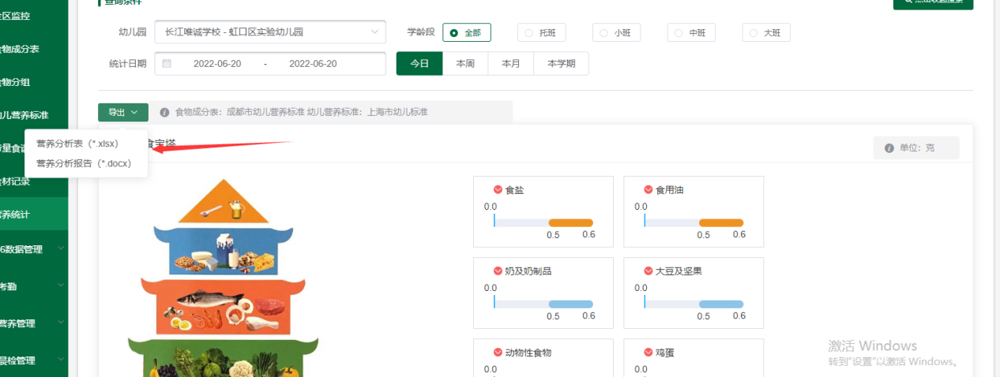 查询条件
点击收起搜索
幼儿园
长江唯诚学校 - 虹口区实验幼儿园
学龄段
全部
托班
小班
中班
大班
统计日期
2022-06-20 - 2022-06-20
今日
本周
本月
本学期
导出
食物成分表：成都市幼儿营养标准 幼儿营养标准：上海市幼儿标准
营养分析表（*.xlsx）
营养分析报告（*.docx）
食宝塔
单位：克
区监控
物成分表
物分组
儿营养标准
量食
材记录
养统计
6数据管理
考勤
营养管理
晨检管理
食盐
0.0
0.5 0.6
食用油
0.0
0.5 0.6
奶及奶制品
0.0
0.5 0.6
大豆及坚果
0.0
0.5 0.6
动物性食物
0.0
鸡蛋
0.0
激活 Windows
转到"设置"以激活 Windows。